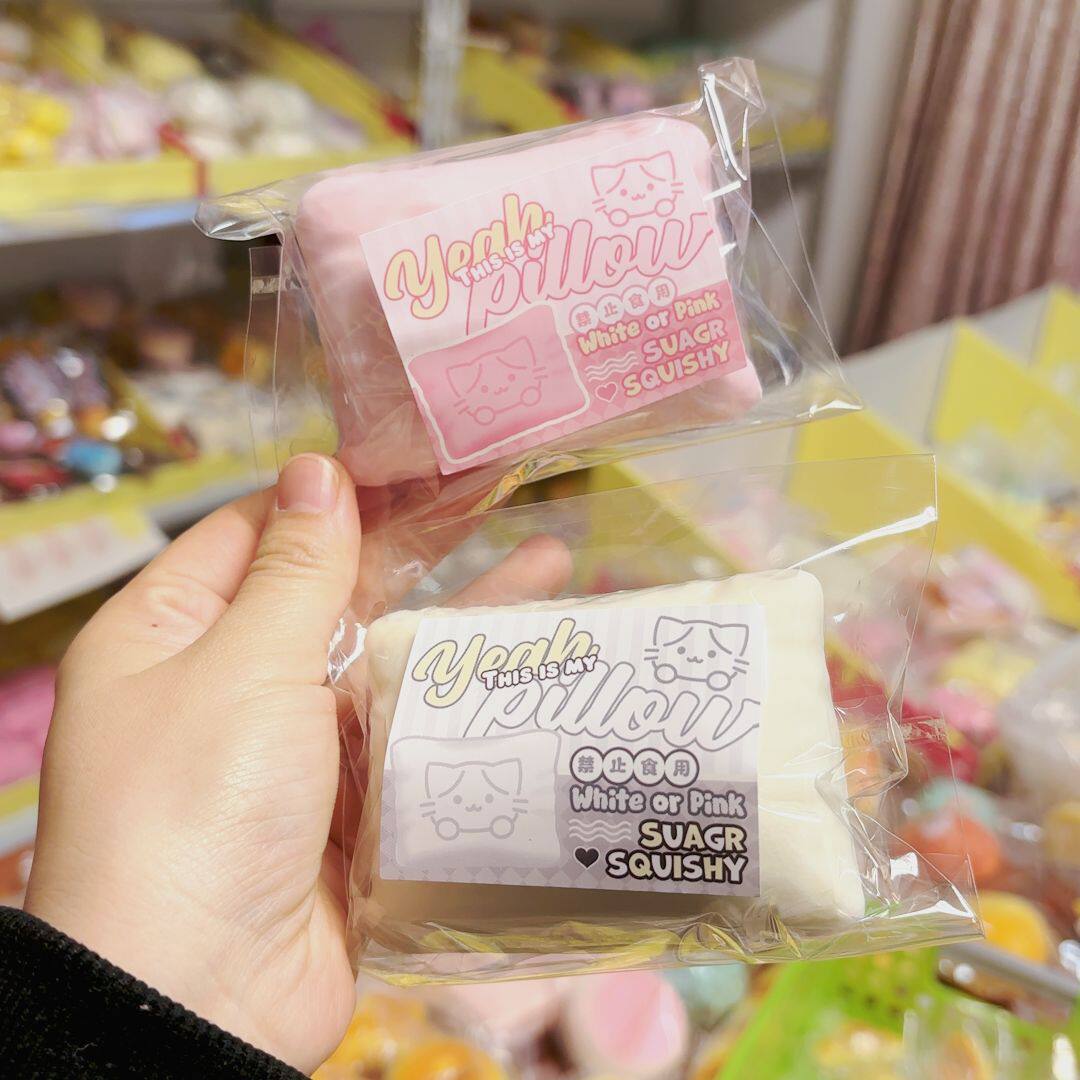 Yeah
THIS IS MY
pillow
禁止食用
White or Pink
SUAGR
SQUISHY
Yeah
THIS IS MY
pillow
禁止食用
White or Pink
SUAGR
SQUISHY